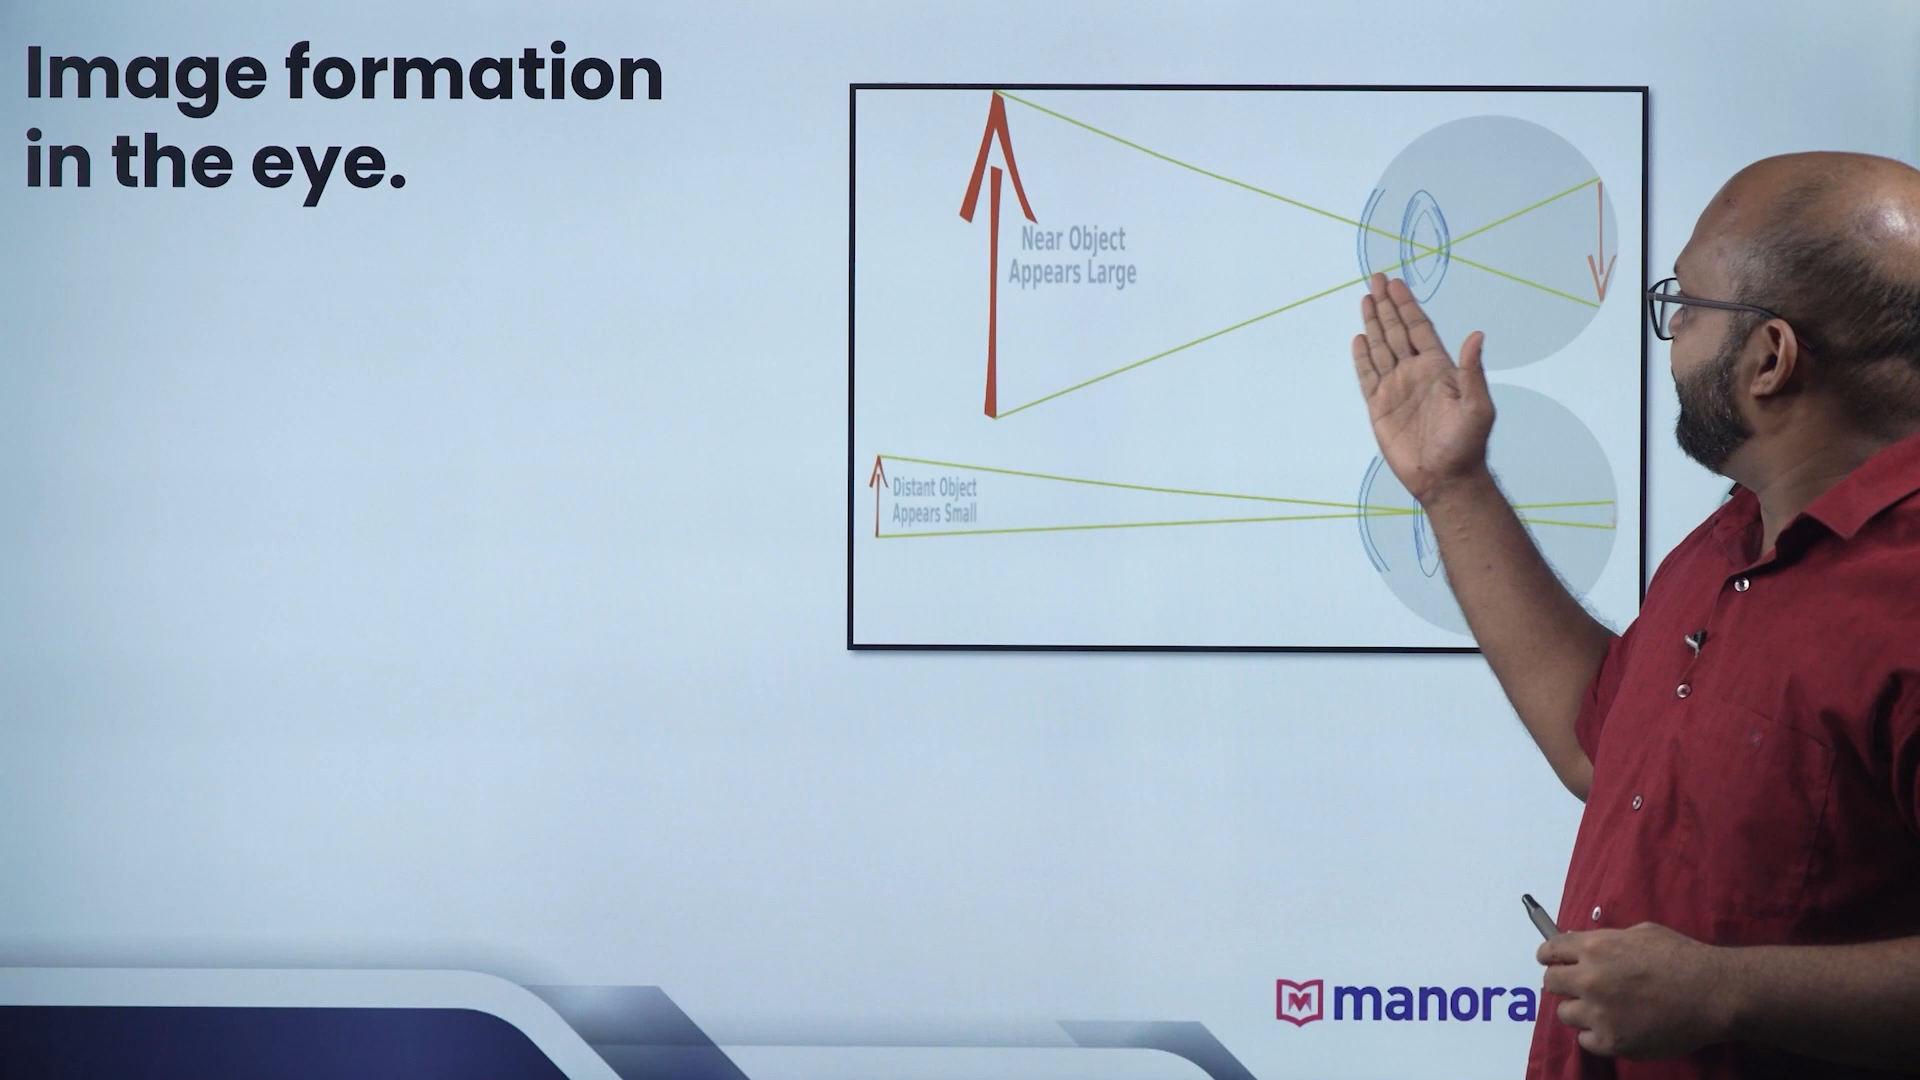 Image formation
in the eye.
Near Object
Appears Large
Distant Object
Appears Small
manora